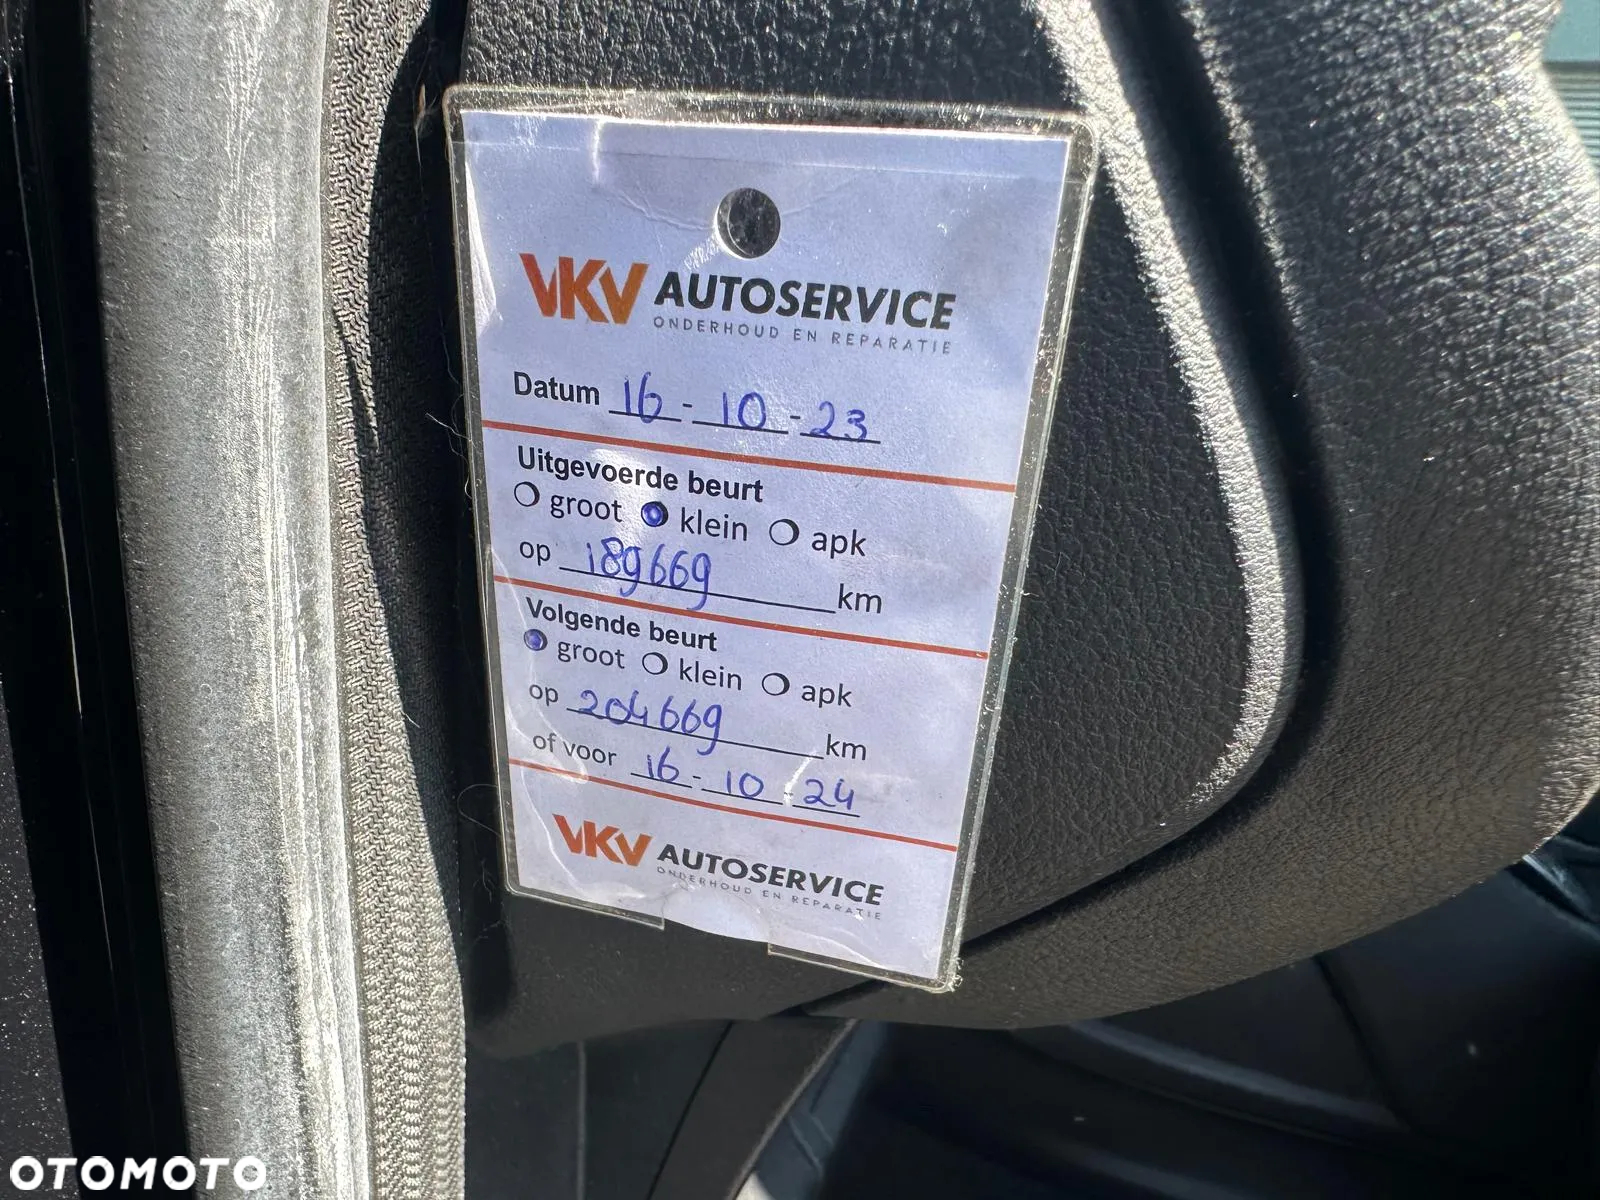 VKV AUTOSERVICE
ONDERHOUD EN REPARATIE
Datum 16-10-23
Uitgevoerde beurt
groot klein apk
op 189669 km
Volgende beurt
groot klein apk
op 204669 km
of voor 16-10-24
VKV AUTOSERVICE
ONDERHOUD EN REPARATIE
OTOMOTO